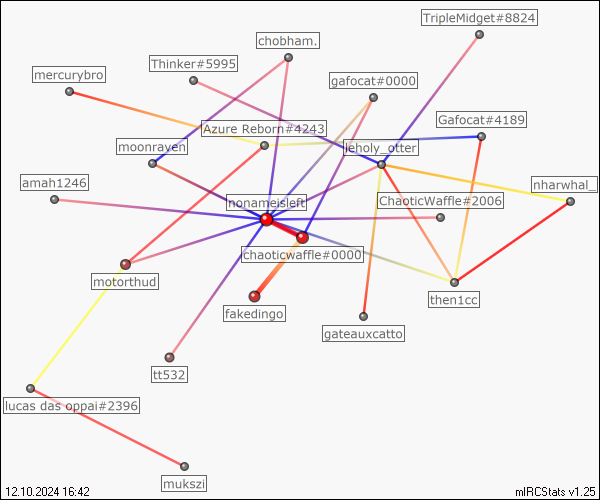 TripleMidget#8824
chobham.
Thinker#5995
mercurybro
gafocat#0000
Gafocat#4189
Azure Reborn#4243
moonraven
jeholy_otter
amah1246
nharwhal_
ChaoticWaffle#2006
nonameisleft
chaoticwaffle#0000
motorthud
then1cc
fakedingo
gateauxcatto
tt532
lucas das oppai#2396
mukszi
12.10.2024 16:42
mIRCStats v1.25